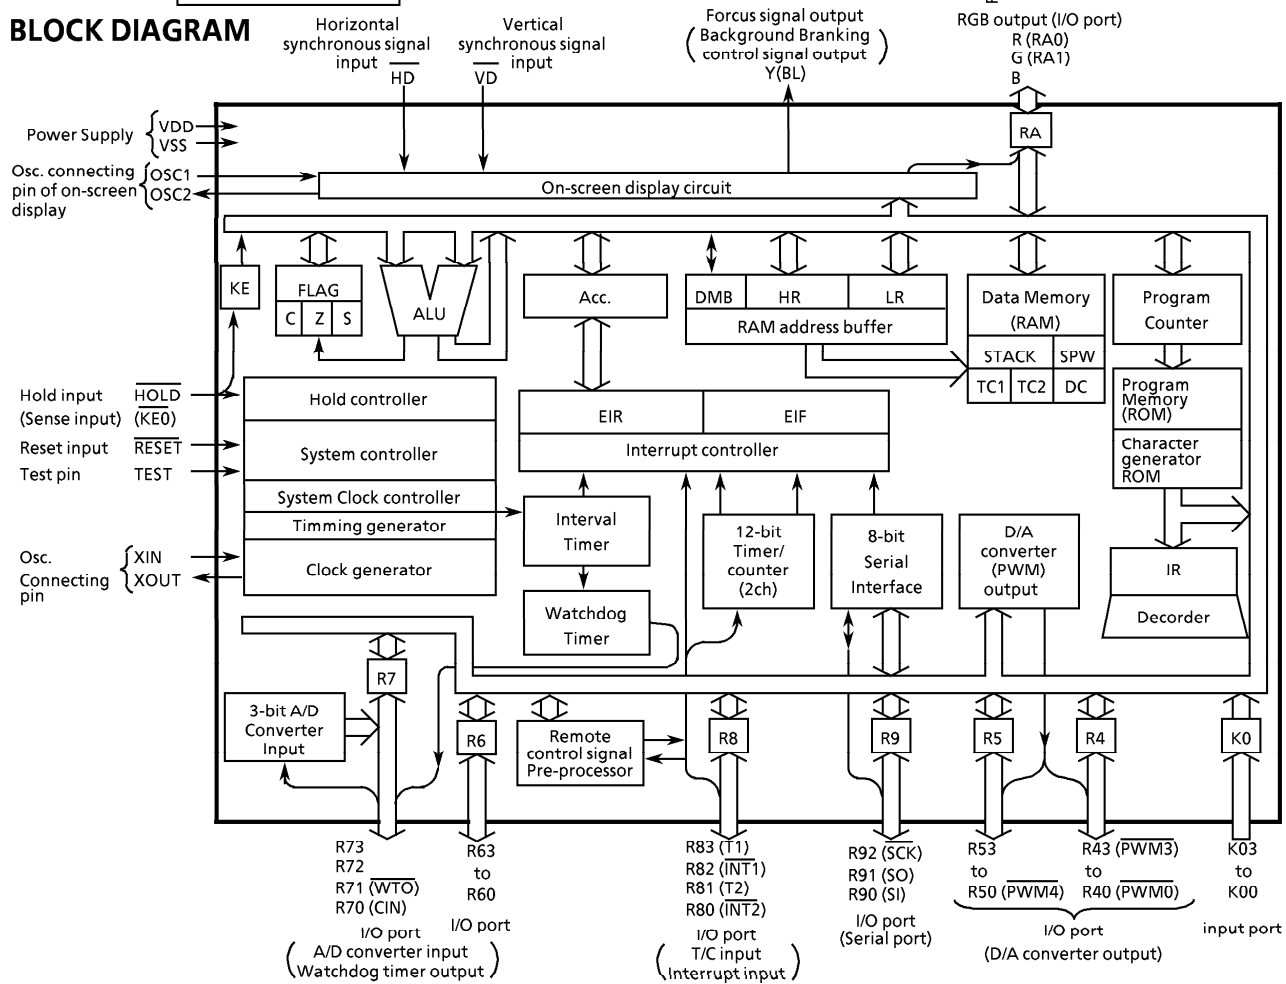 BLOCK DIAGRAM
Horizontal
synchronous signal
input
HD
Vertical
synchronous signal
input
VD
Forcus signal output
Background Branking
control signal output
Y(BL)
RGB output (I/O port)
R (RA0)
G (RA1)
B
Power Supply
VDD
VSS
RA
Osc. connecting
pin of on-screen
display
OSC1
OSC2
On-screen display circuit
KE
FLAG
C Z S
ALU
Acc.
DMB HR LR
RAM address buffer
Data Memory
(RAM)
STACK SPW
TC1 TC2 DC
Program
Counter
Program
Memory
(ROM)
Character
generator
ROM
Hold input HOLD
(Sense input) (KE0)
Reset input RESET
Test pin TEST
Hold controller
System controller
System Clock controller
Timming generator
Clock generator
EIR EIF
Interrupt controller
Interval
Timer
Watchdog
Timer
12-bit
Timer/
counter
(2ch)
8-bit
Serial
Interface
D/A
converter
(PWM)
output
IR
Decorder
Osc.
Connecting
pin
XIN
XOUT
R7
3-bit A/D
Converter
Input
R6
Remote
control signal
Pre-processor
R8
R9
R5
R4
K0
R73
R72
R71 (WTO)
R70 (CIN)
I/O port
A/D converter input
Watchdog timer output
R63
to
R60
I/O port
R83 (T1)
R82 (INT1)
R81 (T2)
R80 (INT2)
I/O port
T/C input
Interrupt input
R92 (SCK)
R91 (SO)
R90 (SI)
I/O port
(Serial port)
R53
to
R50 (PWM4)
R43 (PWM3)
to
R40 (PWM0)
I/O port
(D/A converter output)
K03
to
K00
input port